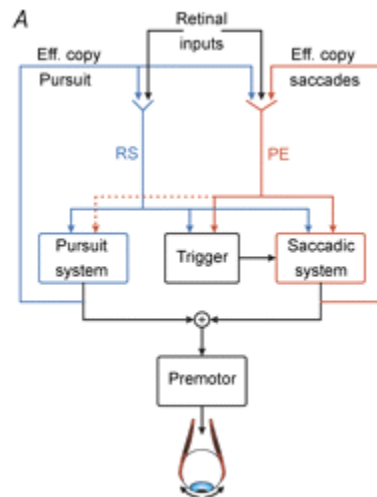 A
Retinal
inputs
Eff. copy
Pursuit
Eff. copy
saccades
RS
PE
Pursuit
system
Trigger
Saccadic
system
+
Premotor